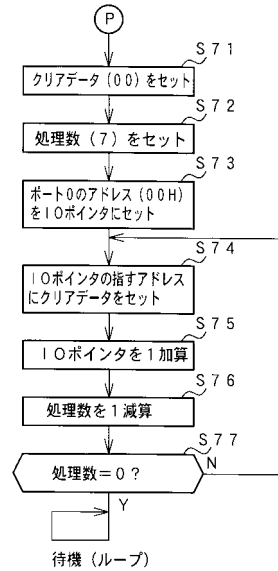 P
S71
クリアデータ(00)をセット
S72
処理数(7)をセット
S73
ポート0のアドレス(00H)
をIOポインタにセット
S74
IOポインタの指すアドレス
にクリアデータをセット
S75
IOポインタを1加算
S76
処理数を1減算
S77
処理数=0?
N
Y
待機(ループ)